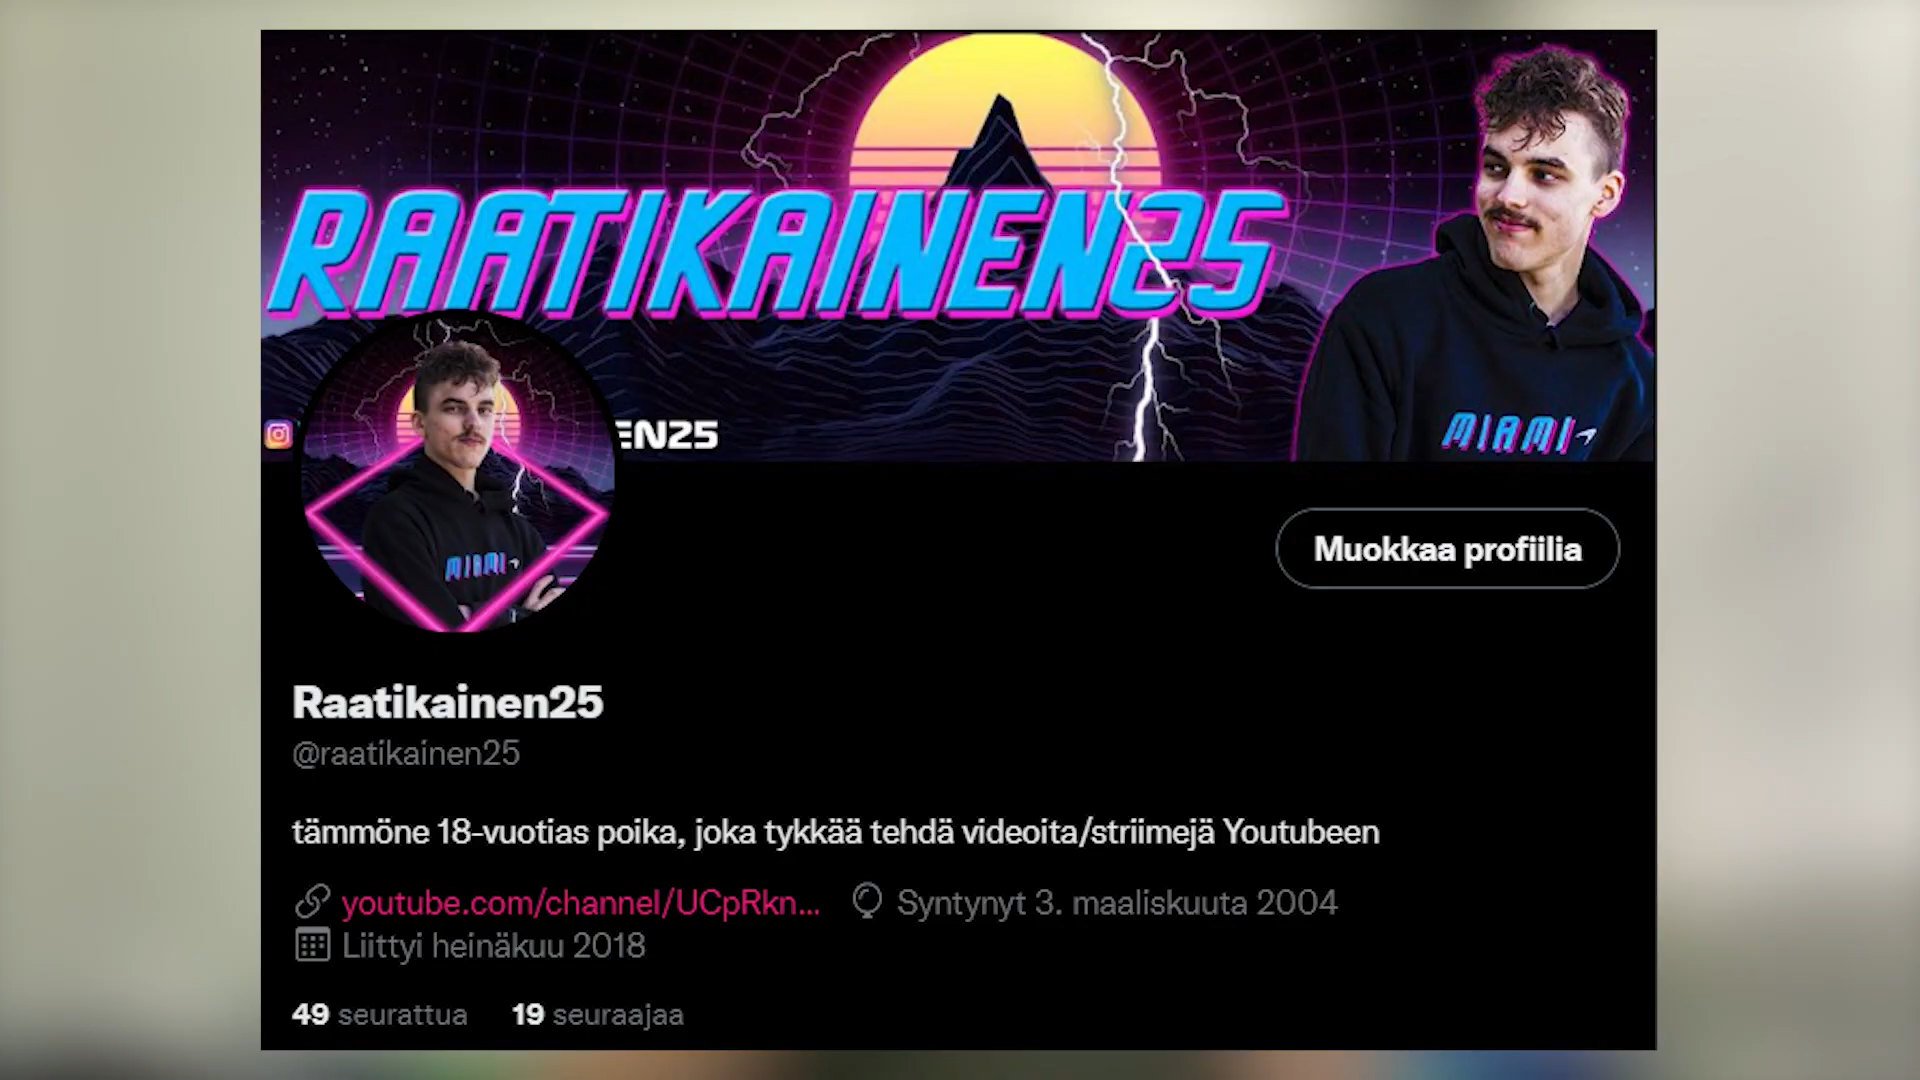 RAATIKAINEN25
MIAMI
EN25
MIAMI
Muokkaa profiilia
Raatikainen25
@raatikainen25
tämmöne 18-vuotias poika, joka tykkää tehdä videoita/striimejä Youtubeen
youtube.com/channel/UCpRkn... Syntynyt 3. maaliskuuta 2004
Liittyi heinäkuu 2018
49 seurattua 19 seuraajaa